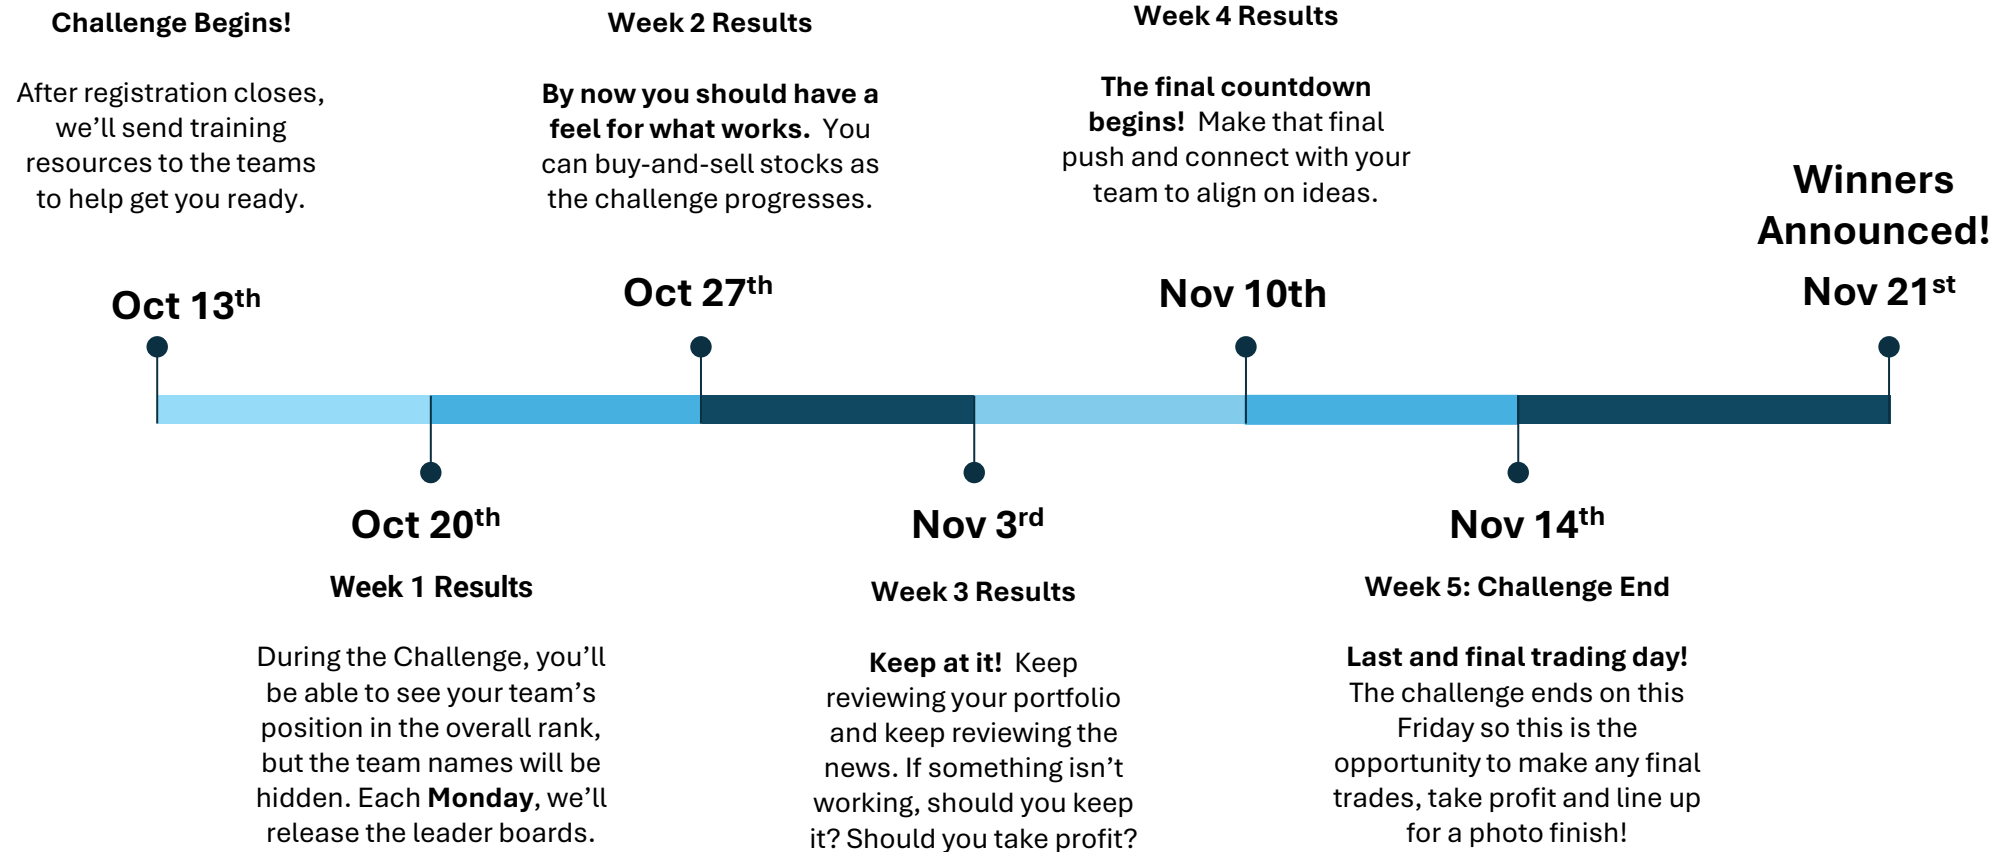 Challenge Begins!
After registration closes,
we’ll send training
resources to the teams
to help get you ready.
Oct 13th
Week 1 Results
Oct 20th
During the Challenge, you’ll
be able to see your team’s
position in the overall rank,
but the team names will be
hidden. Each Monday, we’ll
release the leader boards.
Week 2 Results
By now you should have a
feel for what works. You
can buy-and-sell stocks as
the challenge progresses.
Oct 27th
Nov 3rd
Week 3 Results
Keep at it! Keep
reviewing your portfolio
and keep reviewing the
news. If something isn’t
working, should you keep
it? Should you take profit?
Week 4 Results
The final countdown
begins! Make that final
push and connect with your
team to align on ideas.
Nov 10th
Nov 14th
Week 5: Challenge End
Last and final trading day!
The challenge ends on this
Friday so this is the
opportunity to make any final
trades, take profit and line up
for a photo finish!
Winners
Announced!
Nov 21st